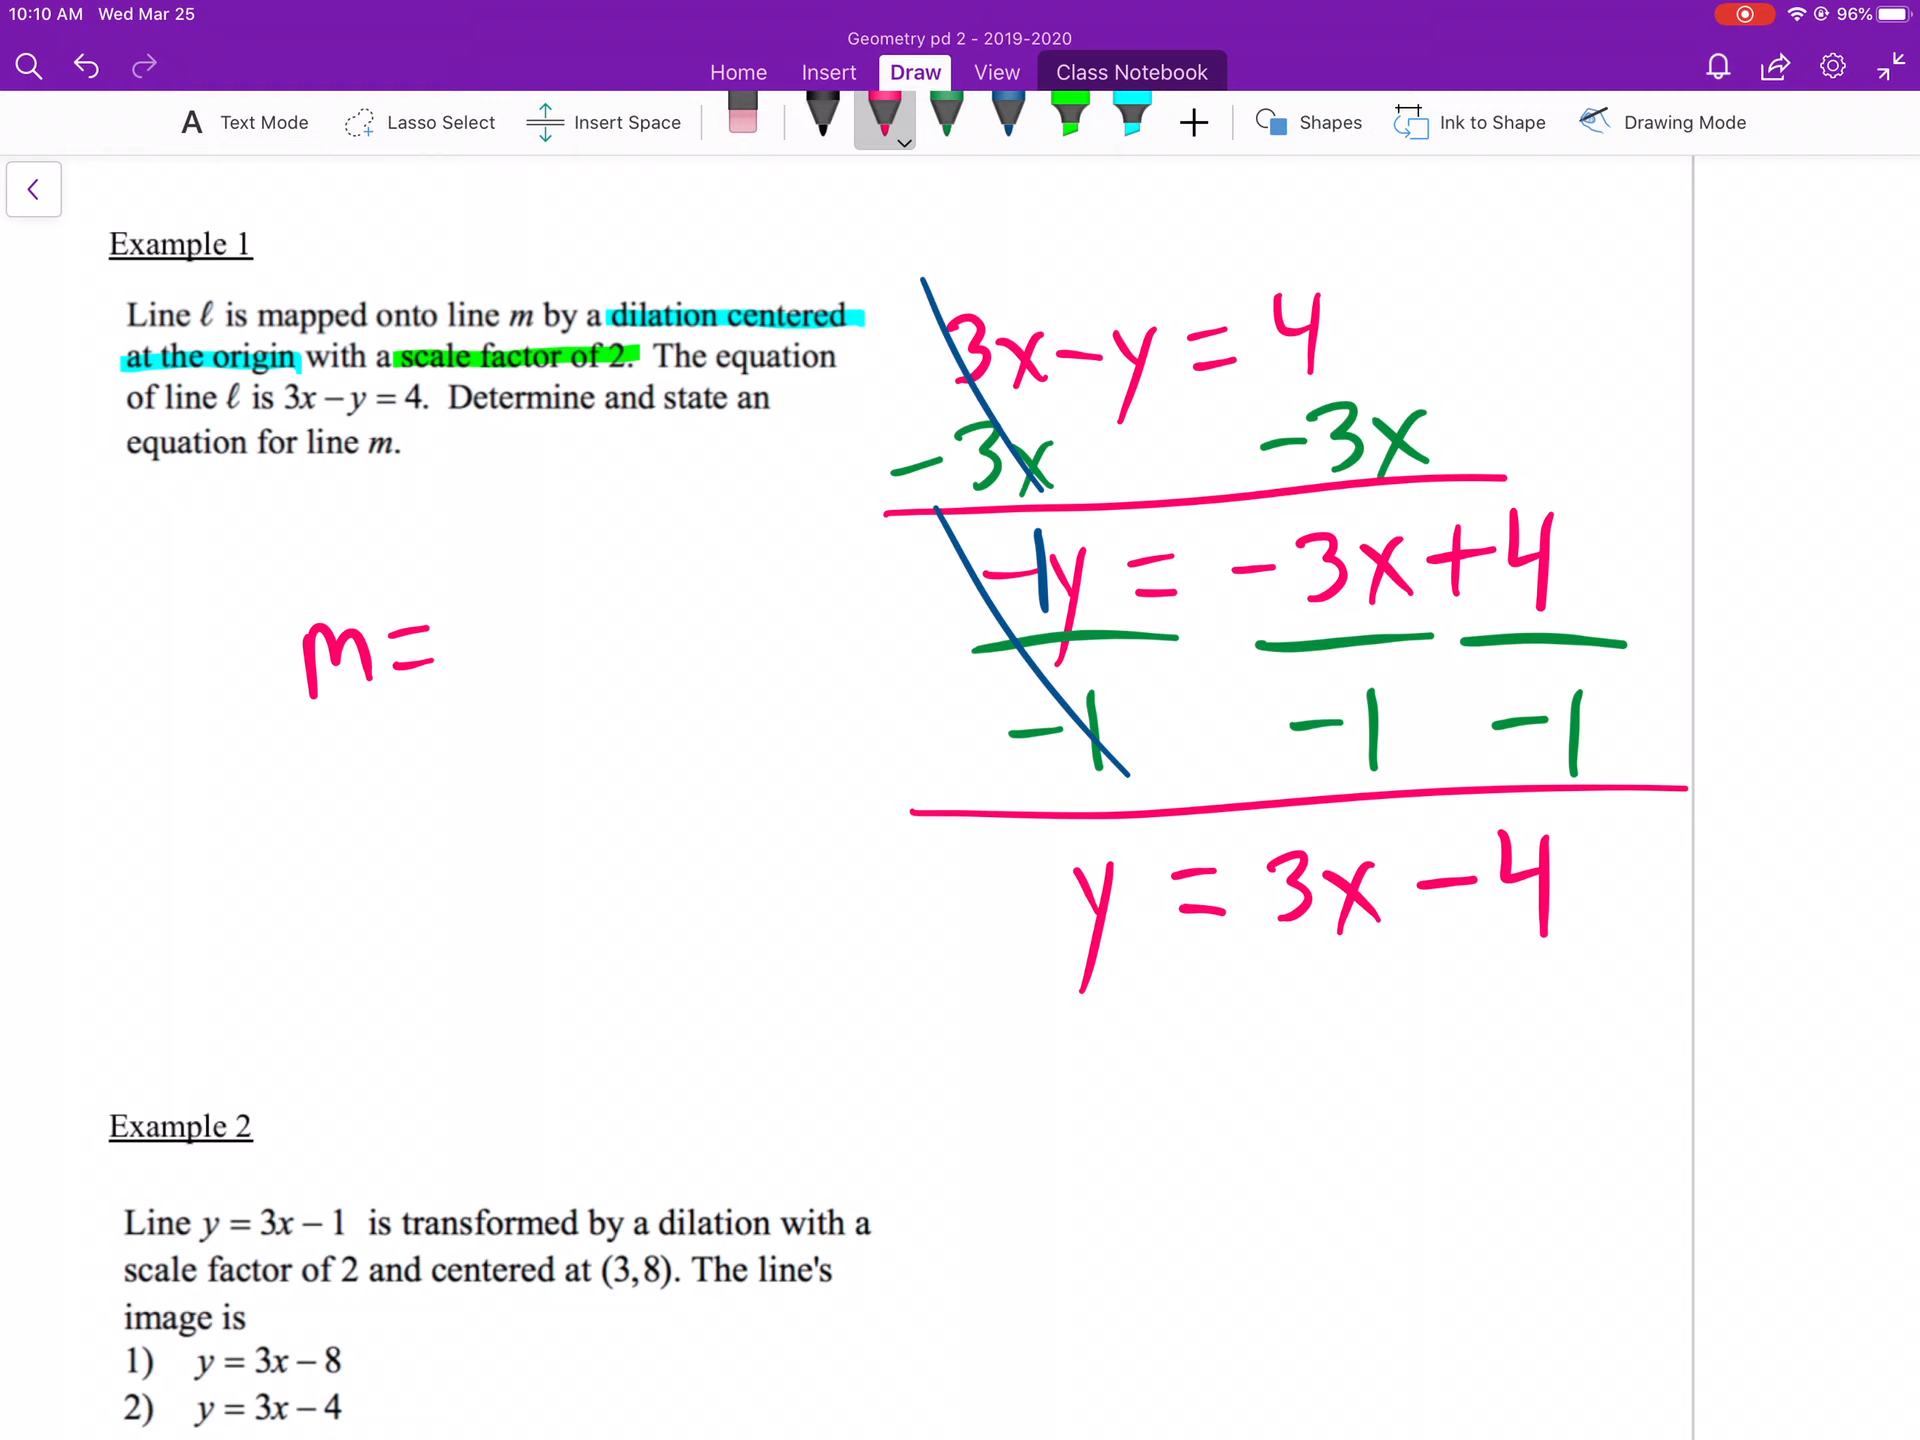 10:10 AM Wed Mar 25
96%
Geometry pd 2 - 2019-2020
Home Insert Draw View Class Notebook
A Text Mode Lasso Select Insert Space Shapes Ink to Shape Drawing Mode
Example 1
Line ℓ is mapped onto line m by a dilation centered
at the origin with a scale factor of 2. The equation
of line ℓ is 3x – y = 4. Determine and state an
equation for line m.
m =
3x - y = 4
- 3x - 3x
-1y = - 3x + 4
-1 -1 -1
y = 3x - 4
Example 2
Line y = 3x – 1 is transformed by a dilation with a
scale factor of 2 and centered at (3,8). The line's
image is
1) y = 3x – 8
2) y = 3x – 4